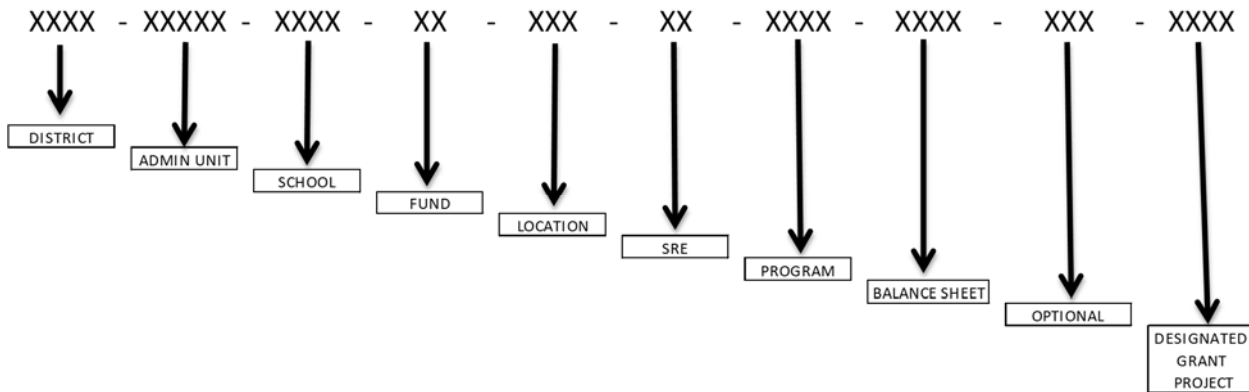 XXXX - XXXXX - XXXX - XX - XXX - XX - XXXX - XXXX - XXX - XXXX
DISTRICT
ADMIN UNIT
SCHOOL
FUND
LOCATION
SRE
PROGRAM
BALANCE SHEET
OPTIONAL
DESIGNATED
GRANT
PROJECT